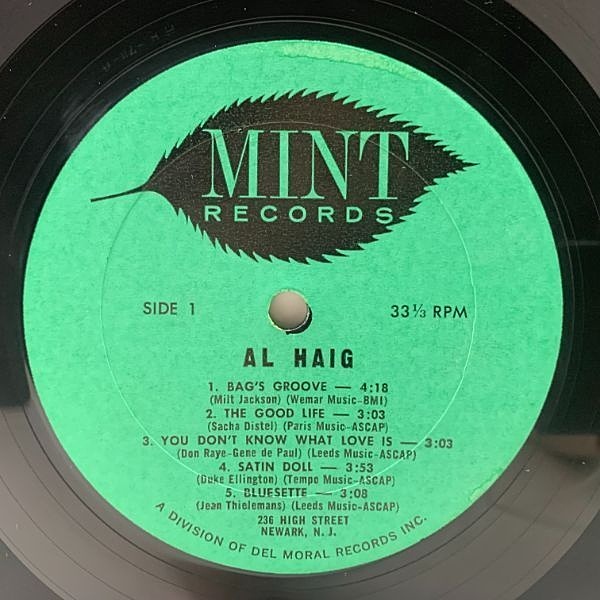 MINT
RECORDS
SIDE 1
33⅓ RPM
AL HAIG
1. BAG'S GROOVE — 4:18
(Milt Jackson) (Wemar Music-BMI)
2. THE GOOD LIFE — 3:03
(Sacha Distel) (Paris Music-ASCAP)
3. YOU DON'T KNOW WHAT LOVE IS — 3:03
(Don Raye-Gene de Paul) (Leeds Music-ASCAP)
4. SATIN DOLL — 3:53
(Duke Ellington) (Tempo Music-ASCAP)
5. BLUESETTE — 3:08
(Jean Thielemans) (Leeds Music-ASCAP)
236 HIGH STREET
NEWARK, N. J.
A DIVISION OF DEL MORAL RECORDS INC.